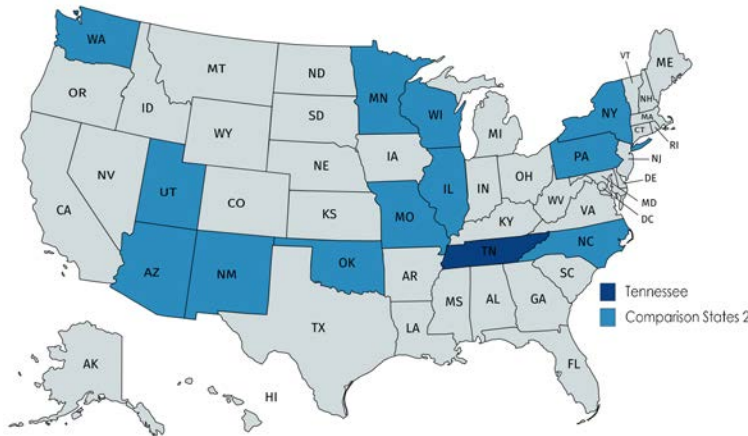 WA
MT
ND
MN
VT
ME
OR
ID
SD
WI
NY
NH
MA
CT
RI
WY
MI
IA
PA
NJ
NE
OH
DE
NV
UT
IL
IN
MD
CO
WV
VA
DC
CA
KS
MO
KY
NC
TN
AZ
NM
OK
AR
SC
MS
AL
GA
TX
LA
FL
AK
HI
Tennessee
Comparison States 2